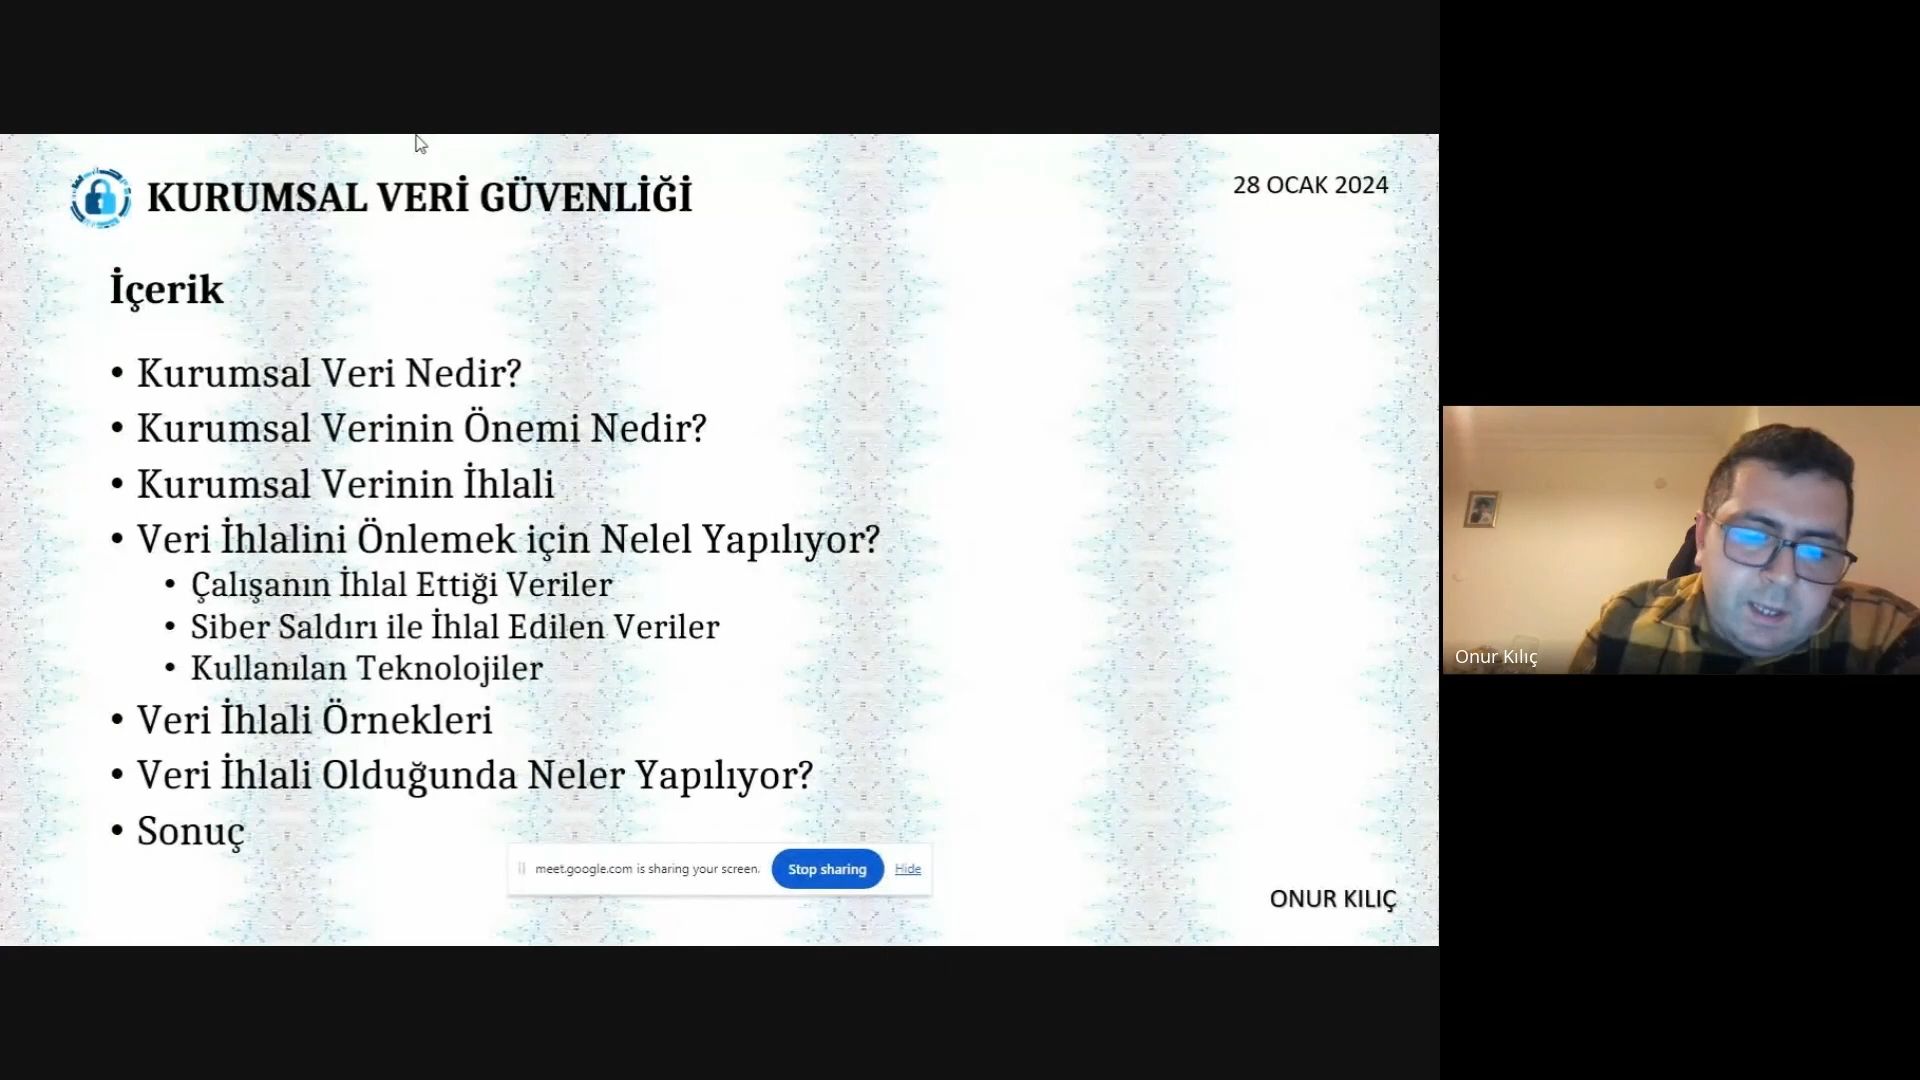 KURUMSAL VERİ GÜVENLİĞİ
28 OCAK 2024
İçerik
• Kurumsal Veri Nedir?
• Kurumsal Verinin Önemi Nedir?
• Kurumsal Verinin İhlali
• Veri İhlalini Önlemek için Nelel Yapılıyor?
• Çalışanın İhlal Ettiği Veriler
• Siber Saldırı ile İhlal Edilen Veriler
• Kullanılan Teknolojiler
• Veri İhlali Örnekleri
• Veri İhlali Olduğunda Neler Yapılıyor?
• Sonuç
meet.google.com is sharing your screen. Stop sharing Hide
ONUR KILIÇ
Onur Kılıç